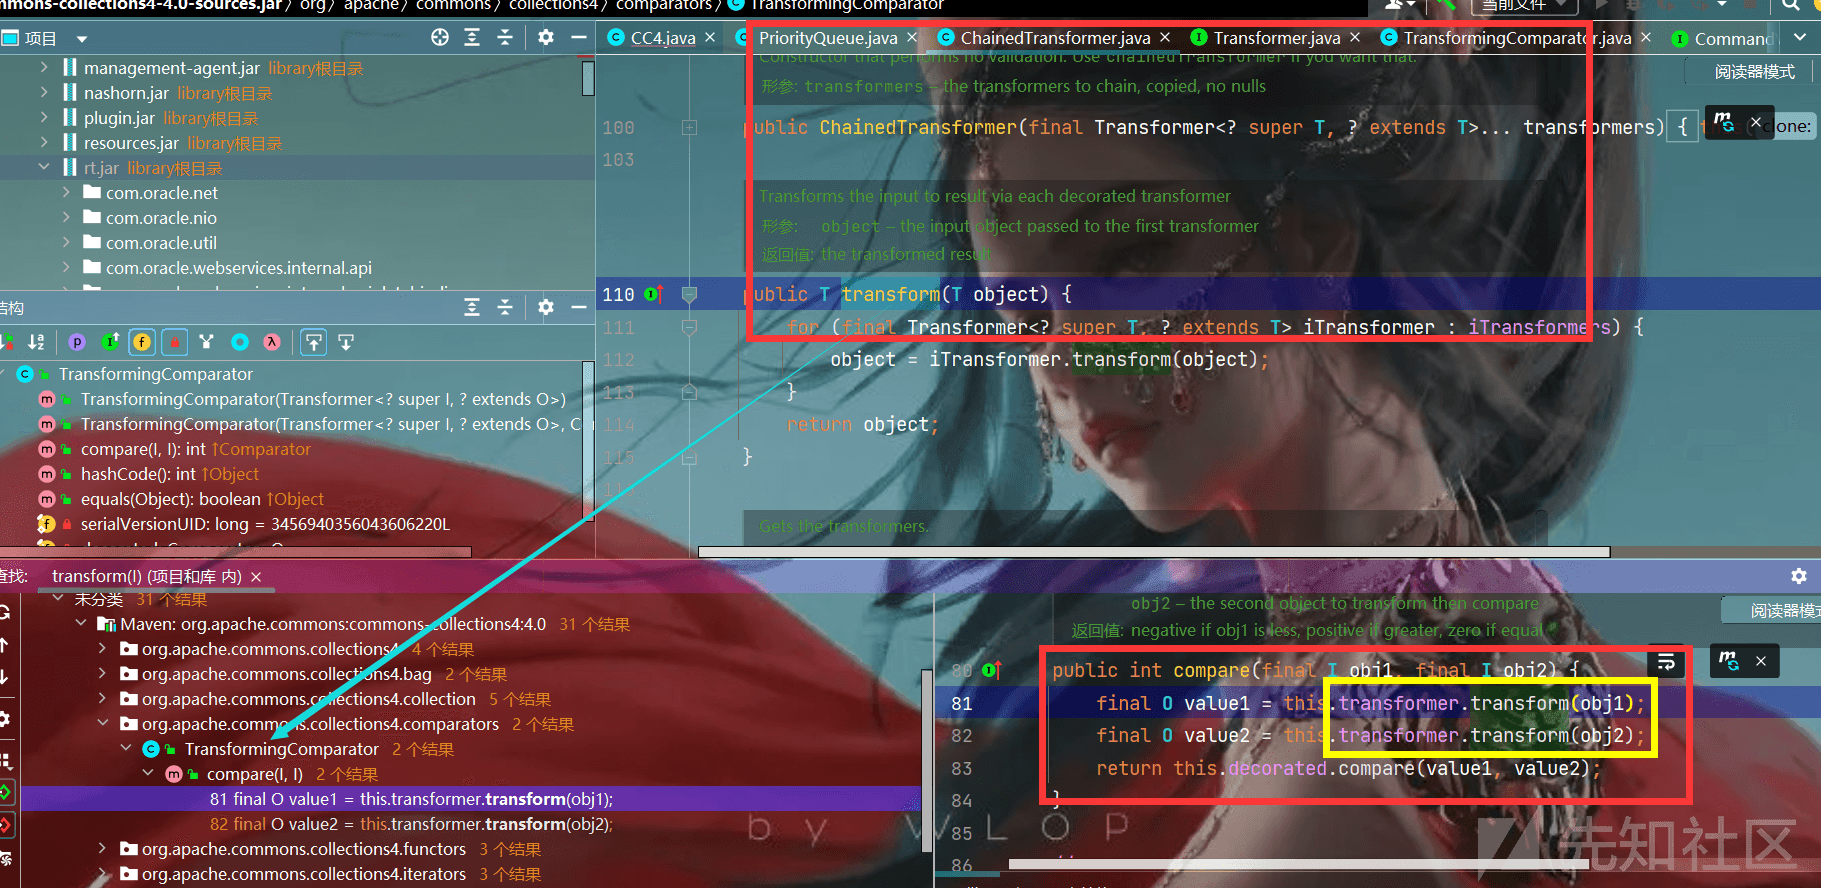 mmons-collections4-4.0-sources.jar 〉org 〉apache 〉commons 〉collections4 〉comparators 〉TransformingComparator
当前文件
项目
CC4.java ×
PriorityQueue.java ×
ChainedTransformer.java ×
Transformer.java ×
TransformingComparator.java ×
Command
management-agent.jar library根目录
nashorn.jar library根目录
plugin.jar library根目录
resources.jar library根目录
rt.jar library根目录
com.oracle.net
com.oracle.nio
com.oracle.util
com.oracle.webservices.internal.api
阅读器模式
Constructor that performs no validation. Use ChainedTransformer if you want that.
形参: transformers – the transformers to chain, copied, no nulls
100 public ChainedTransformer(final Transformer<? super T, ? extends T>... transformers) {
clone:
103
Transforms the input to result via each decorated transformer
形参: object – the input object passed to the first transformer
返回值: the transformed result
110 public T transform(T object) {
111 for (final Transformer<? super T, ? extends T> iTransformer : iTransformers) {
112 object = iTransformer.transform(object);
113 }
114 return object;
115 }
Gets the transformers.
结构
TransformingComparator
TransformingComparator(Transformer<? super I, ? extends O>)
TransformingComparator(Transformer<? super I, ? extends O>, C
compare(I, I): int ↑Comparator
hashCode(): int ↑Object
equals(Object): boolean ↑Object
serialVersionUID: long = 3456940356043606220L
查找: transform(I) (项目和库 内) ×
未分类 31 个结果
Maven: org.apache.commons:commons-collections4:4.0 31 个结果
org.apache.commons.collections4 4 个结果
org.apache.commons.collections4.bag 2 个结果
org.apache.commons.collections4.collection 5 个结果
org.apache.commons.collections4.comparators 2 个结果
TransformingComparator 2 个结果
compare(I, I) 2 个结果
81 final O value1 = this.transformer.transform(obj1);
82 final O value2 = this.transformer.transform(obj2);
org.apache.commons.collections4.functors 3 个结果
org.apache.commons.collections4.iterators 3 个结果
obj2 – the second object to transform then compare
返回值: negative if obj1 is less, positive if greater, zero if equal
阅读器模式
80 public int compare(final I obj1, final I obj2) {
81 final O value1 = this.transformer.transform(obj1);
82 final O value2 = this.transformer.transform(obj2);
83 return this.decorated.compare(value1, value2);
84 }
85
86
by WLOP
先知社区